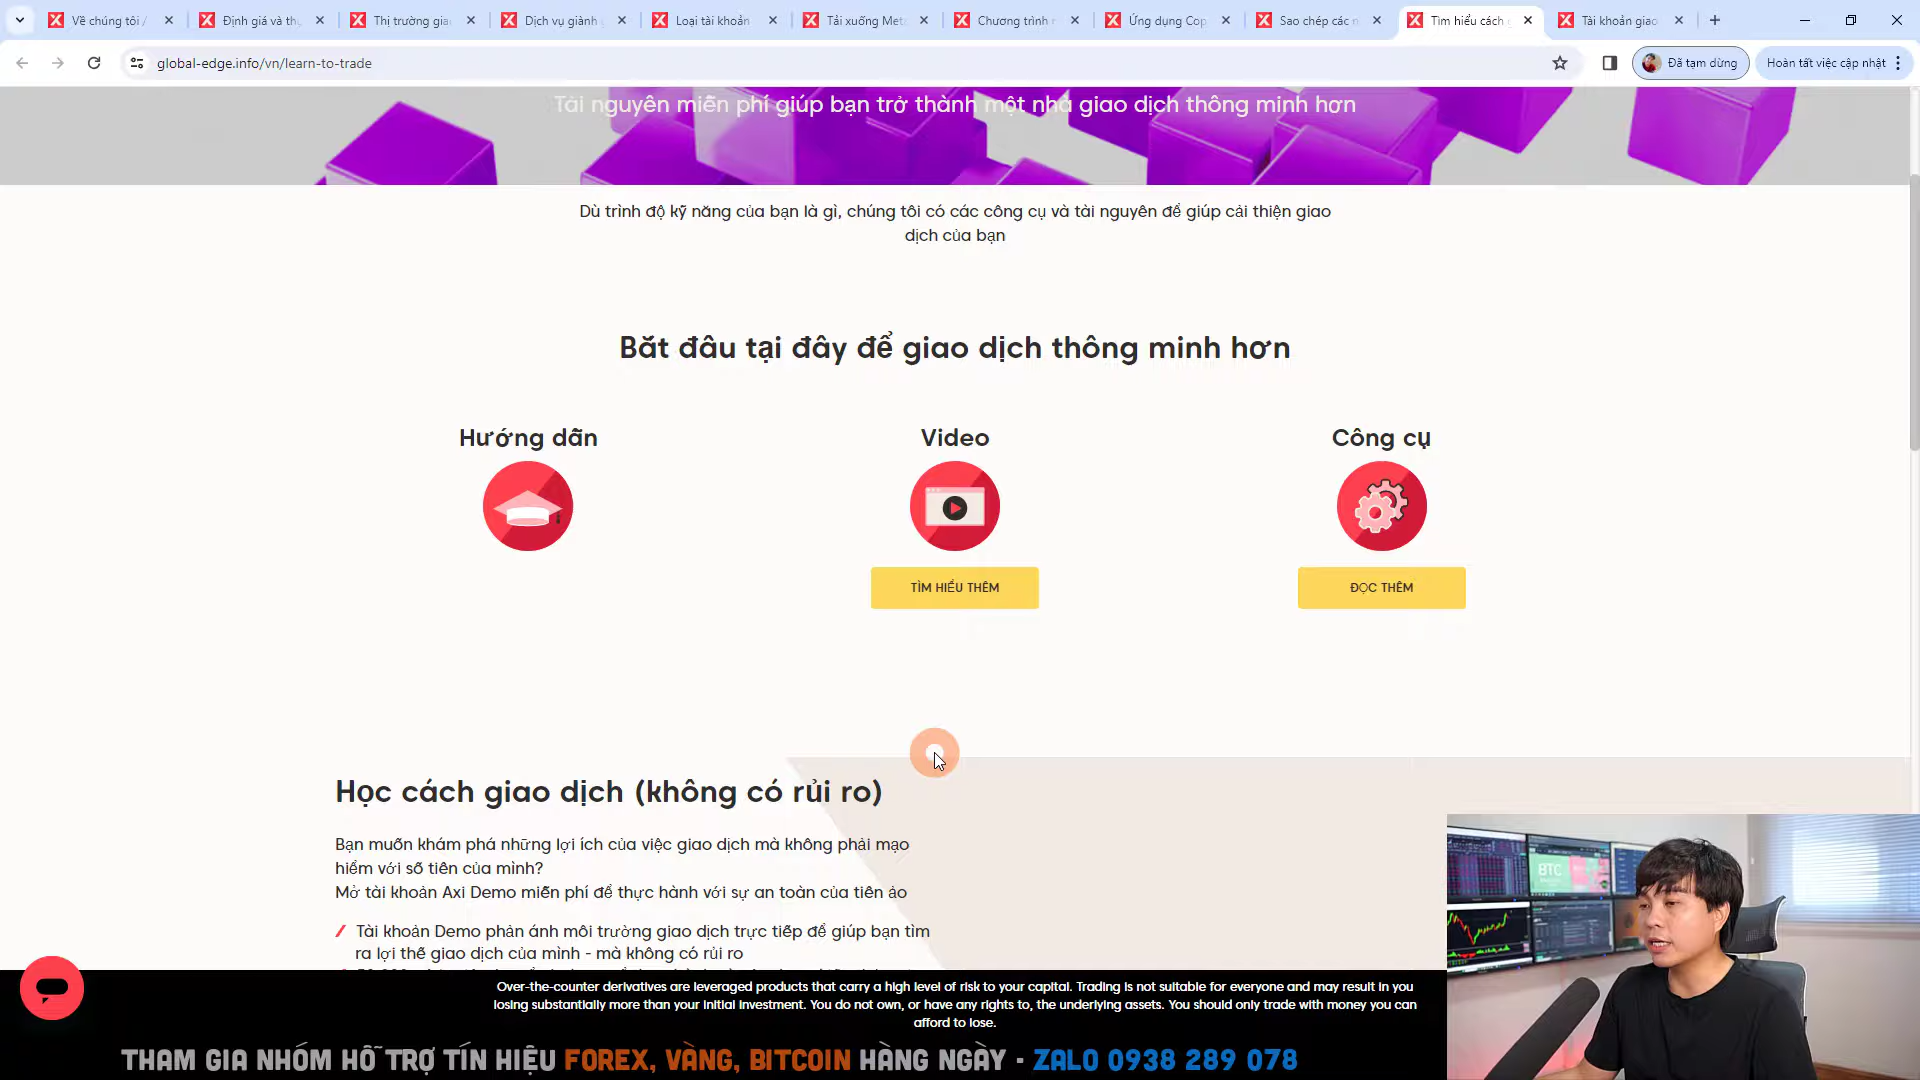 Về chúng tôi /
Định giá và thụ
Thị trường giao
Dịch vụ giành
Loại tài khoản
Tải xuống Meta
Chương trình
Ứng dụng Cop
Sao chép các n
Tìm hiểu cách
Tài khoản giao
global-edge.info/vn/learn-to-trade
Đã tạm dừng
Hoàn tất việc cập nhật
Tài nguyên miễn phí giúp bạn trở thành một nhà giao dịch thông minh hơn
Dù trình độ kỹ năng của bạn là gì, chúng tôi có các công cụ và tài nguyên để giúp cải thiện giao
dịch của bạn
Bắt đầu tại đây để giao dịch thông minh hơn
Hướng dẫn
Video
Công cụ
TÌM HIỂU THÊM
ĐỌC THÊM
Học cách giao dịch (không có rủi ro)
Bạn muốn khám phá những lợi ích của việc giao dịch mà không phải mạo
hiểm với số tiền của mình?
Mở tài khoản Axi Demo miễn phí để thực hành với sự an toàn của tiền ảo
Tài khoản Demo phản ánh môi trường giao dịch trực tiếp để giúp bạn tìm
ra lợi thế giao dịch của mình - mà không có rủi ro
Over-the-counter derivatives are leveraged products that carry a high level of risk to your capital. Trading is not suitable for everyone and may result in you
losing substantially more than your initial investment. You do not own, or have any rights to, the underlying assets. You should only trade with money you can
afford to lose.
BTC
THAM GIA NHÓM HỖ TRỢ TÍN HIỆU FOREX, VÀNG, BITCOIN HÀNG NGÀY - ZALO 0938 289 078